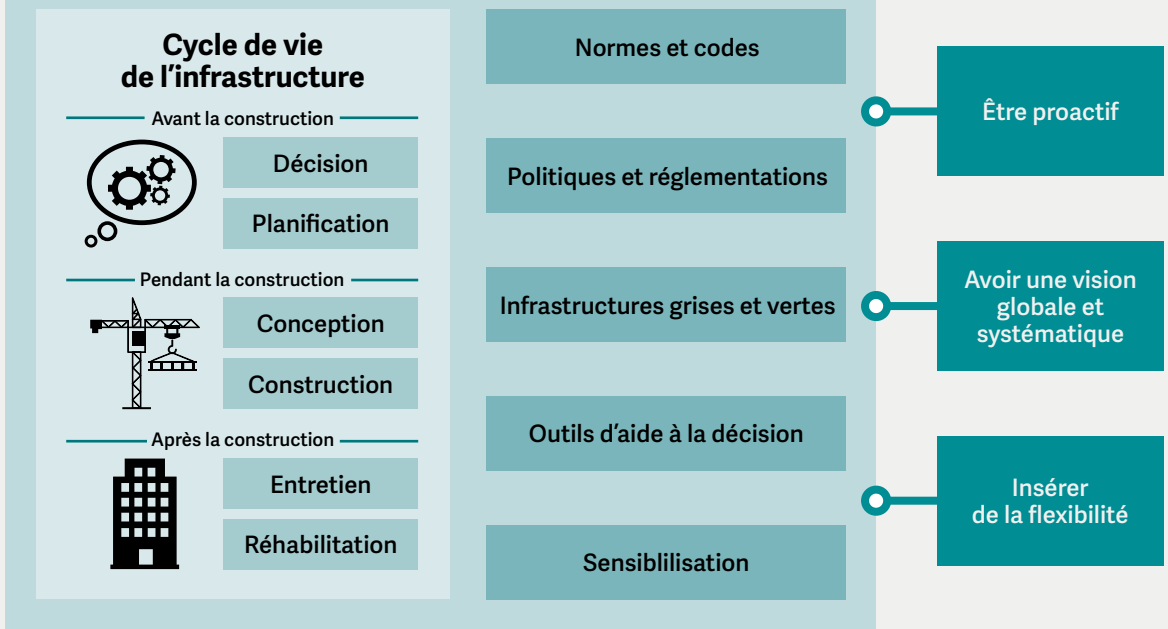 Cycle de vie
de l’infrastructure
Avant la construction
Décision
Planification
Pendant la construction
Conception
Construction
Après la construction
Entretien
Réhabilitation
Normes et codes
Politiques et réglementations
Infrastructures grises et vertes
Outils d’aide à la décision
Sensiblilisation
Être proactif
Avoir une vision
globale et
systématique
Insérer
de la flexibilité